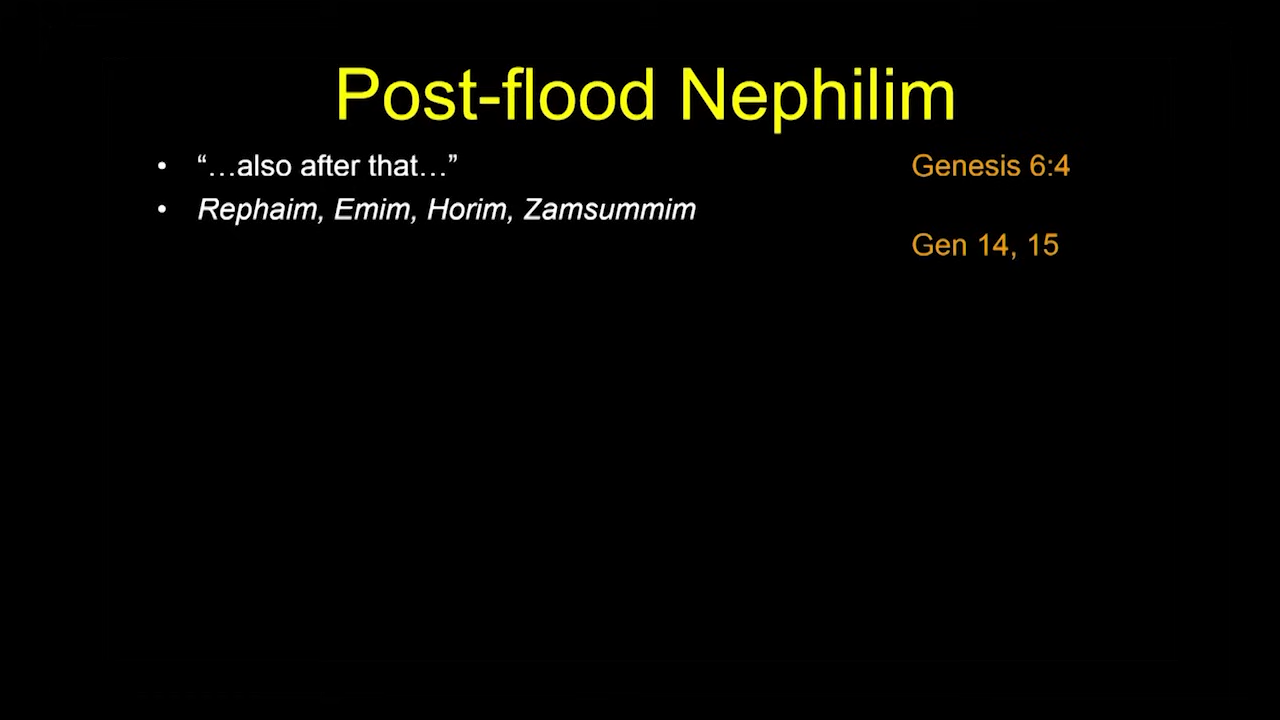 Post-flood Nephilim
• “…also after that…” Genesis 6:4
• Rephaim, Emim, Horim, Zamsummim
Gen 14, 15